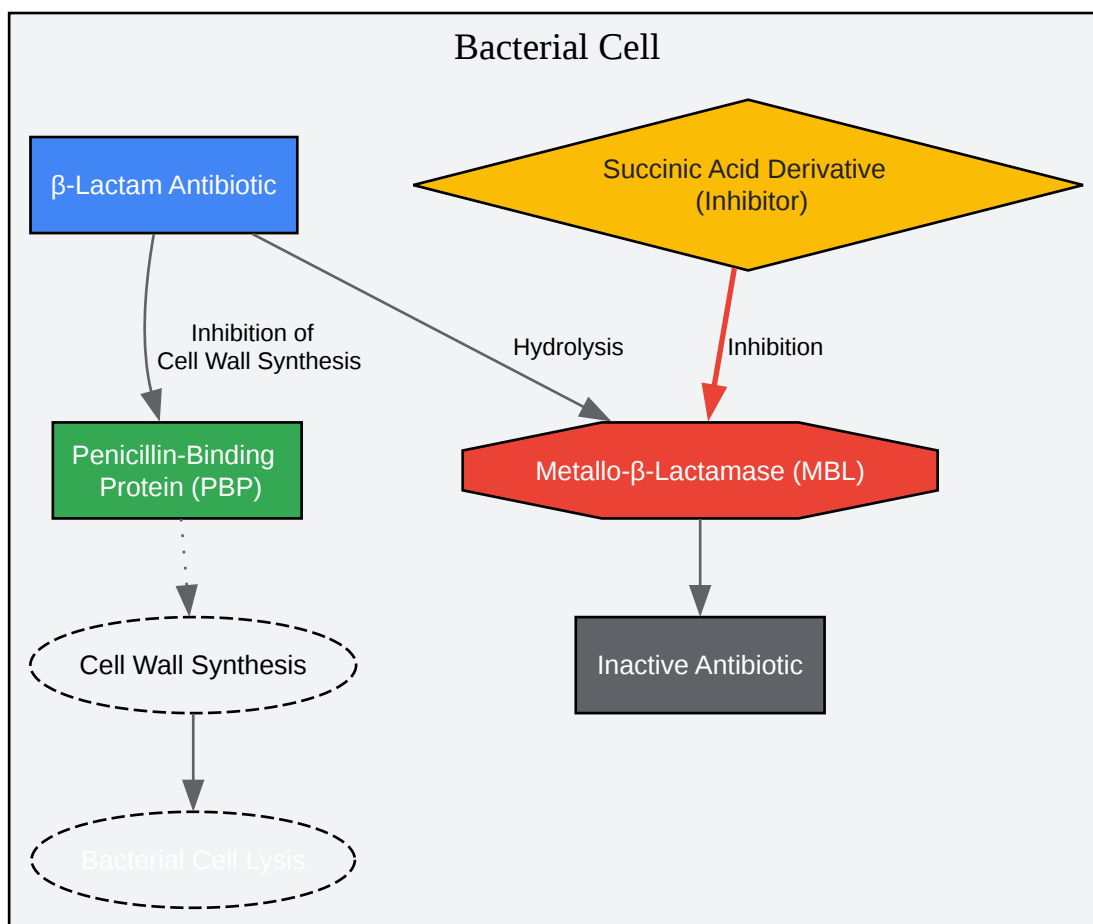 Bacterial Cell
β-Lactam Antibiotic
Succinic Acid Derivative
(Inhibitor)
Inhibition of
Cell Wall Synthesis
Hydrolysis
Inhibition
Penicillin-Binding
Protein (PBP)
Metallo-β-Lactamase (MBL)
Cell Wall Synthesis
Inactive Antibiotic
Bacterial Cell Lysis